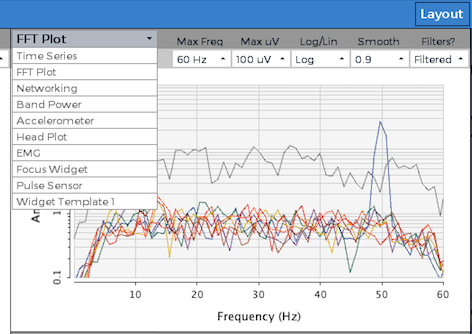 Layout
FFT Plot
Max Freq Max uV Log/Lin Smooth Filters?
60 Hz 100 uV Log 0.9 Filtered
Time Series
FFT Plot
Networking
Band Power
Accelerometer
Head Plot
EMG
Focus Widget
Pulse Sensor
Widget Template 1
1
0.1
10 20 30 40 50 60
Frequency (Hz)